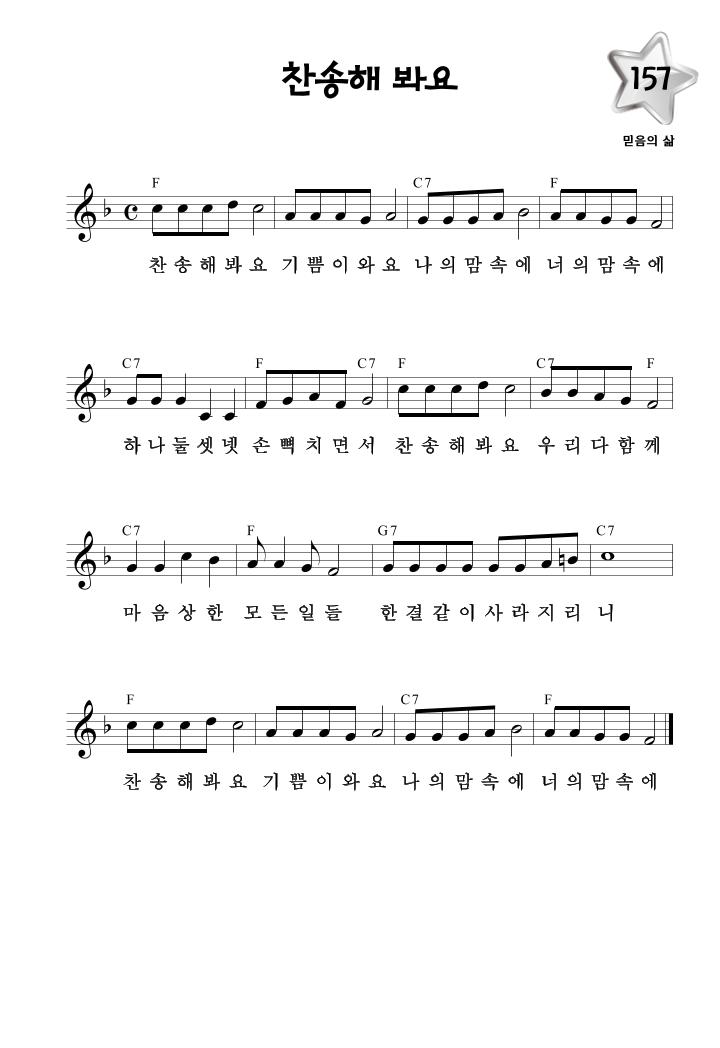 찬송해 봐요
157
믿음의 삶
F C7 F
찬송해봐요 기쁨이와요 나의맘속에 너의맘속에
C7 F C7 F C7 F
하나둘셋넷 손뼉치면서 찬송해봐요 우리다함께
C7 F G7 C7
마음상한 모든일들 한결같이사라지리니
F C7 F
찬송해봐요 기쁨이와요 나의맘속에 너의맘속에